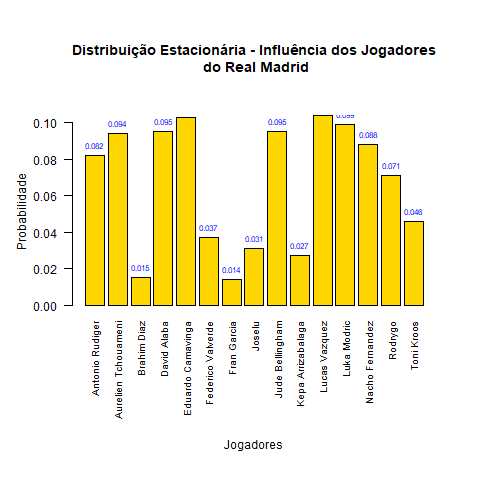 Distribuição Estacionária - Influência dos Jogadores
do Real Madrid
Probabilidade
0.10
0.08
0.06
0.04
0.02
0.00
0.082
0.094
0.015
0.095
0.037
0.014
0.031
0.095
0.027
0.099
0.088
0.071
0.046
Antonio Rudiger
Aurelien Tchouameni
Brahim Diaz
David Alaba
Eduardo Camavinga
Federico Valverde
Fran Garcia
Joselu
Jude Bellingham
Kepa Arrizabalaga
Lucas Vazquez
Luka Modric
Nacho Fernandez
Rodrygo
Toni Kroos
Jogadores